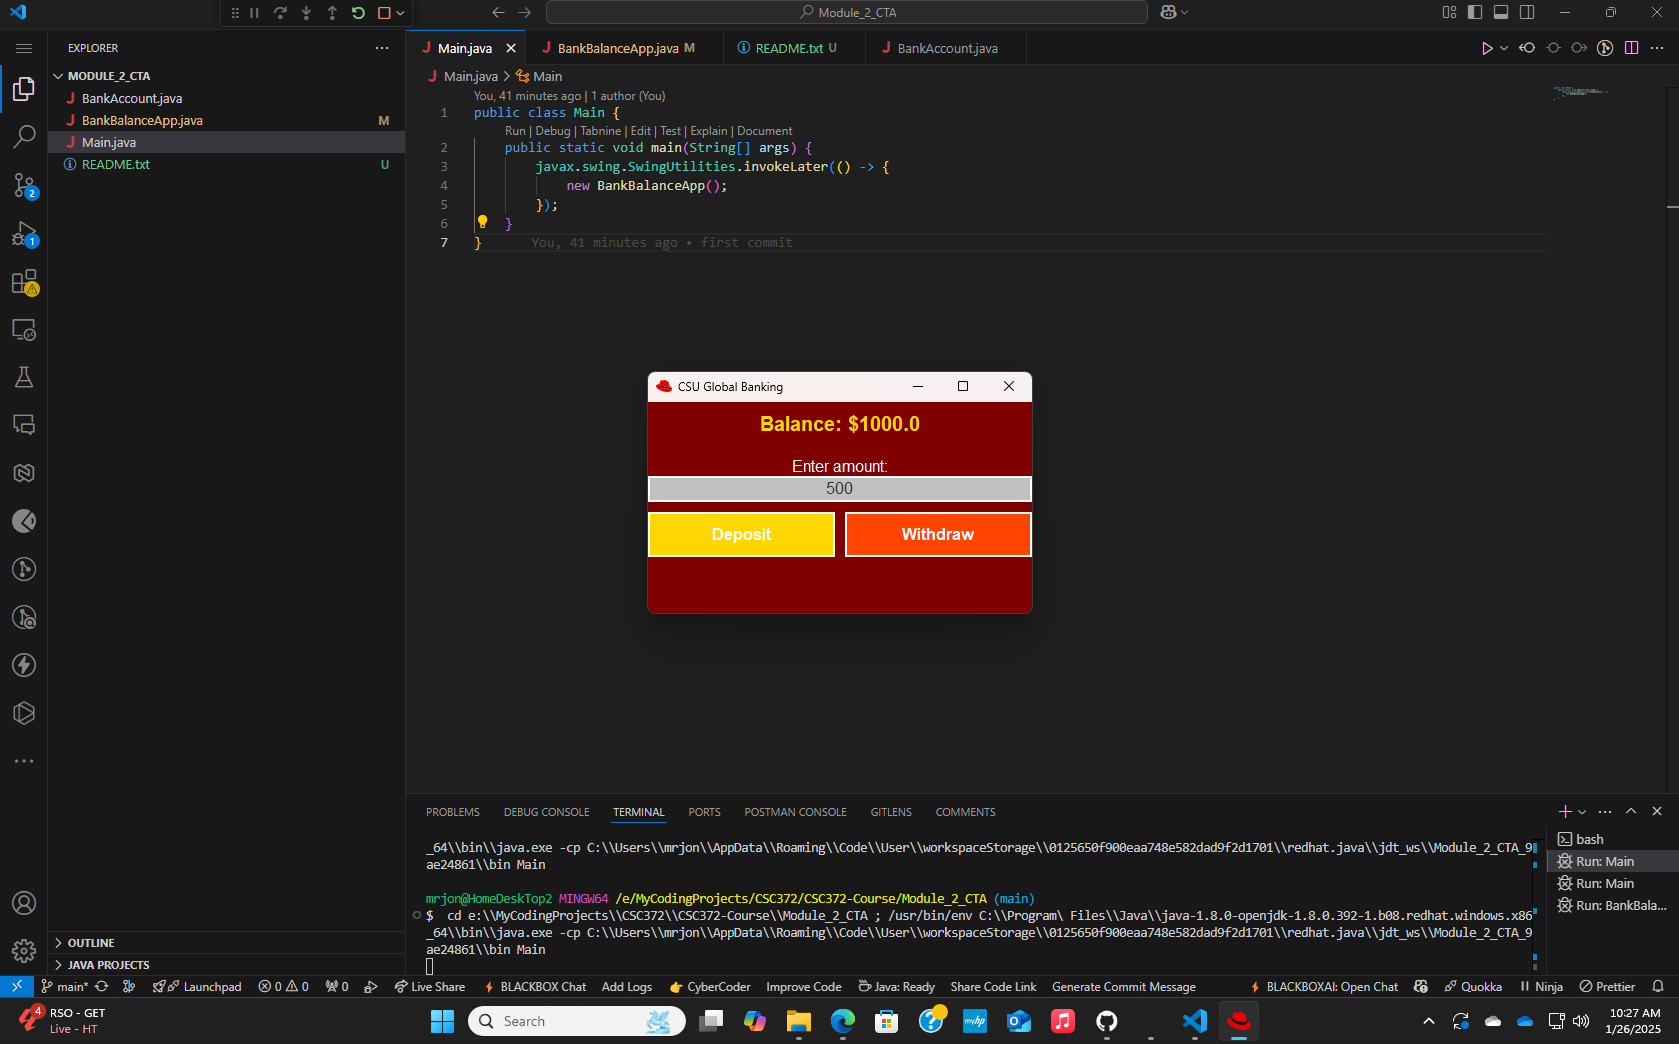 Module_2_CTA
EXPLORER
MODULE_2_CTA
BankAccount.java
BankBalanceApp.java M
Main.java
README.txt U
OUTLINE
JAVA PROJECTS
2
1
Main.java
BankBalanceApp.java M
README.txt U
BankAccount.java
Main.java > Main
You, 41 minutes ago | 1 author (You)
1 public class Main {
Run | Debug | Tabnine | Edit | Test | Explain | Document
2 public static void main(String[] args) {
3 javax.swing.SwingUtilities.invokeLater(() -> {
4 new BankBalanceApp();
5 });
6 }
7 } You, 41 minutes ago • first commit
CSU Global Banking
Balance: $1000.0
Enter amount:
500
Deposit Withdraw
PROBLEMS DEBUG CONSOLE TERMINAL PORTS POSTMAN CONSOLE GITLENS COMMENTS
_64\\bin\\java.exe -cp C:\\Users\\mrjon\\AppData\\Roaming\\Code\\User\\workspaceStorage\\0125650f900eaa748e582dad9f2d1701\\redhat.java\\jdt_ws\\Module_2_CTA_9
ae24861\\bin Main
mrjon@HomeDeskTop2 MINGW64 /e/MyCodingProjects/CSC372/CSC372-Course/Module_2_CTA (main)
$ cd e:\\MyCodingProjects\\CSC372\\CSC372-Course\\Module_2_CTA ; /usr/bin/env C:\\Program\ Files\\Java\\java-1.8.0-openjdk-1.8.0.392-1.b08.redhat.windows.x86
_64\\bin\\java.exe -cp C:\\Users\\mrjon\\AppData\\Roaming\\Code\\User\\workspaceStorage\\0125650f900eaa748e582dad9f2d1701\\redhat.java\\jdt_ws\\Module_2_CTA_9
ae24861\\bin Main
bash
Run: Main
Run: Main
Run: BankBala...
main* Launchpad 0 0 0 Live Share BLACKBOX Chat Add Logs CyberCoder Improve Code Java: Ready Share Code Link Generate Commit Message BLACKBOXAI: Open Chat Quokka Ninja Prettier
4
RSO - GET
Live - HT
Search
myhp
10:27 AM
1/26/2025